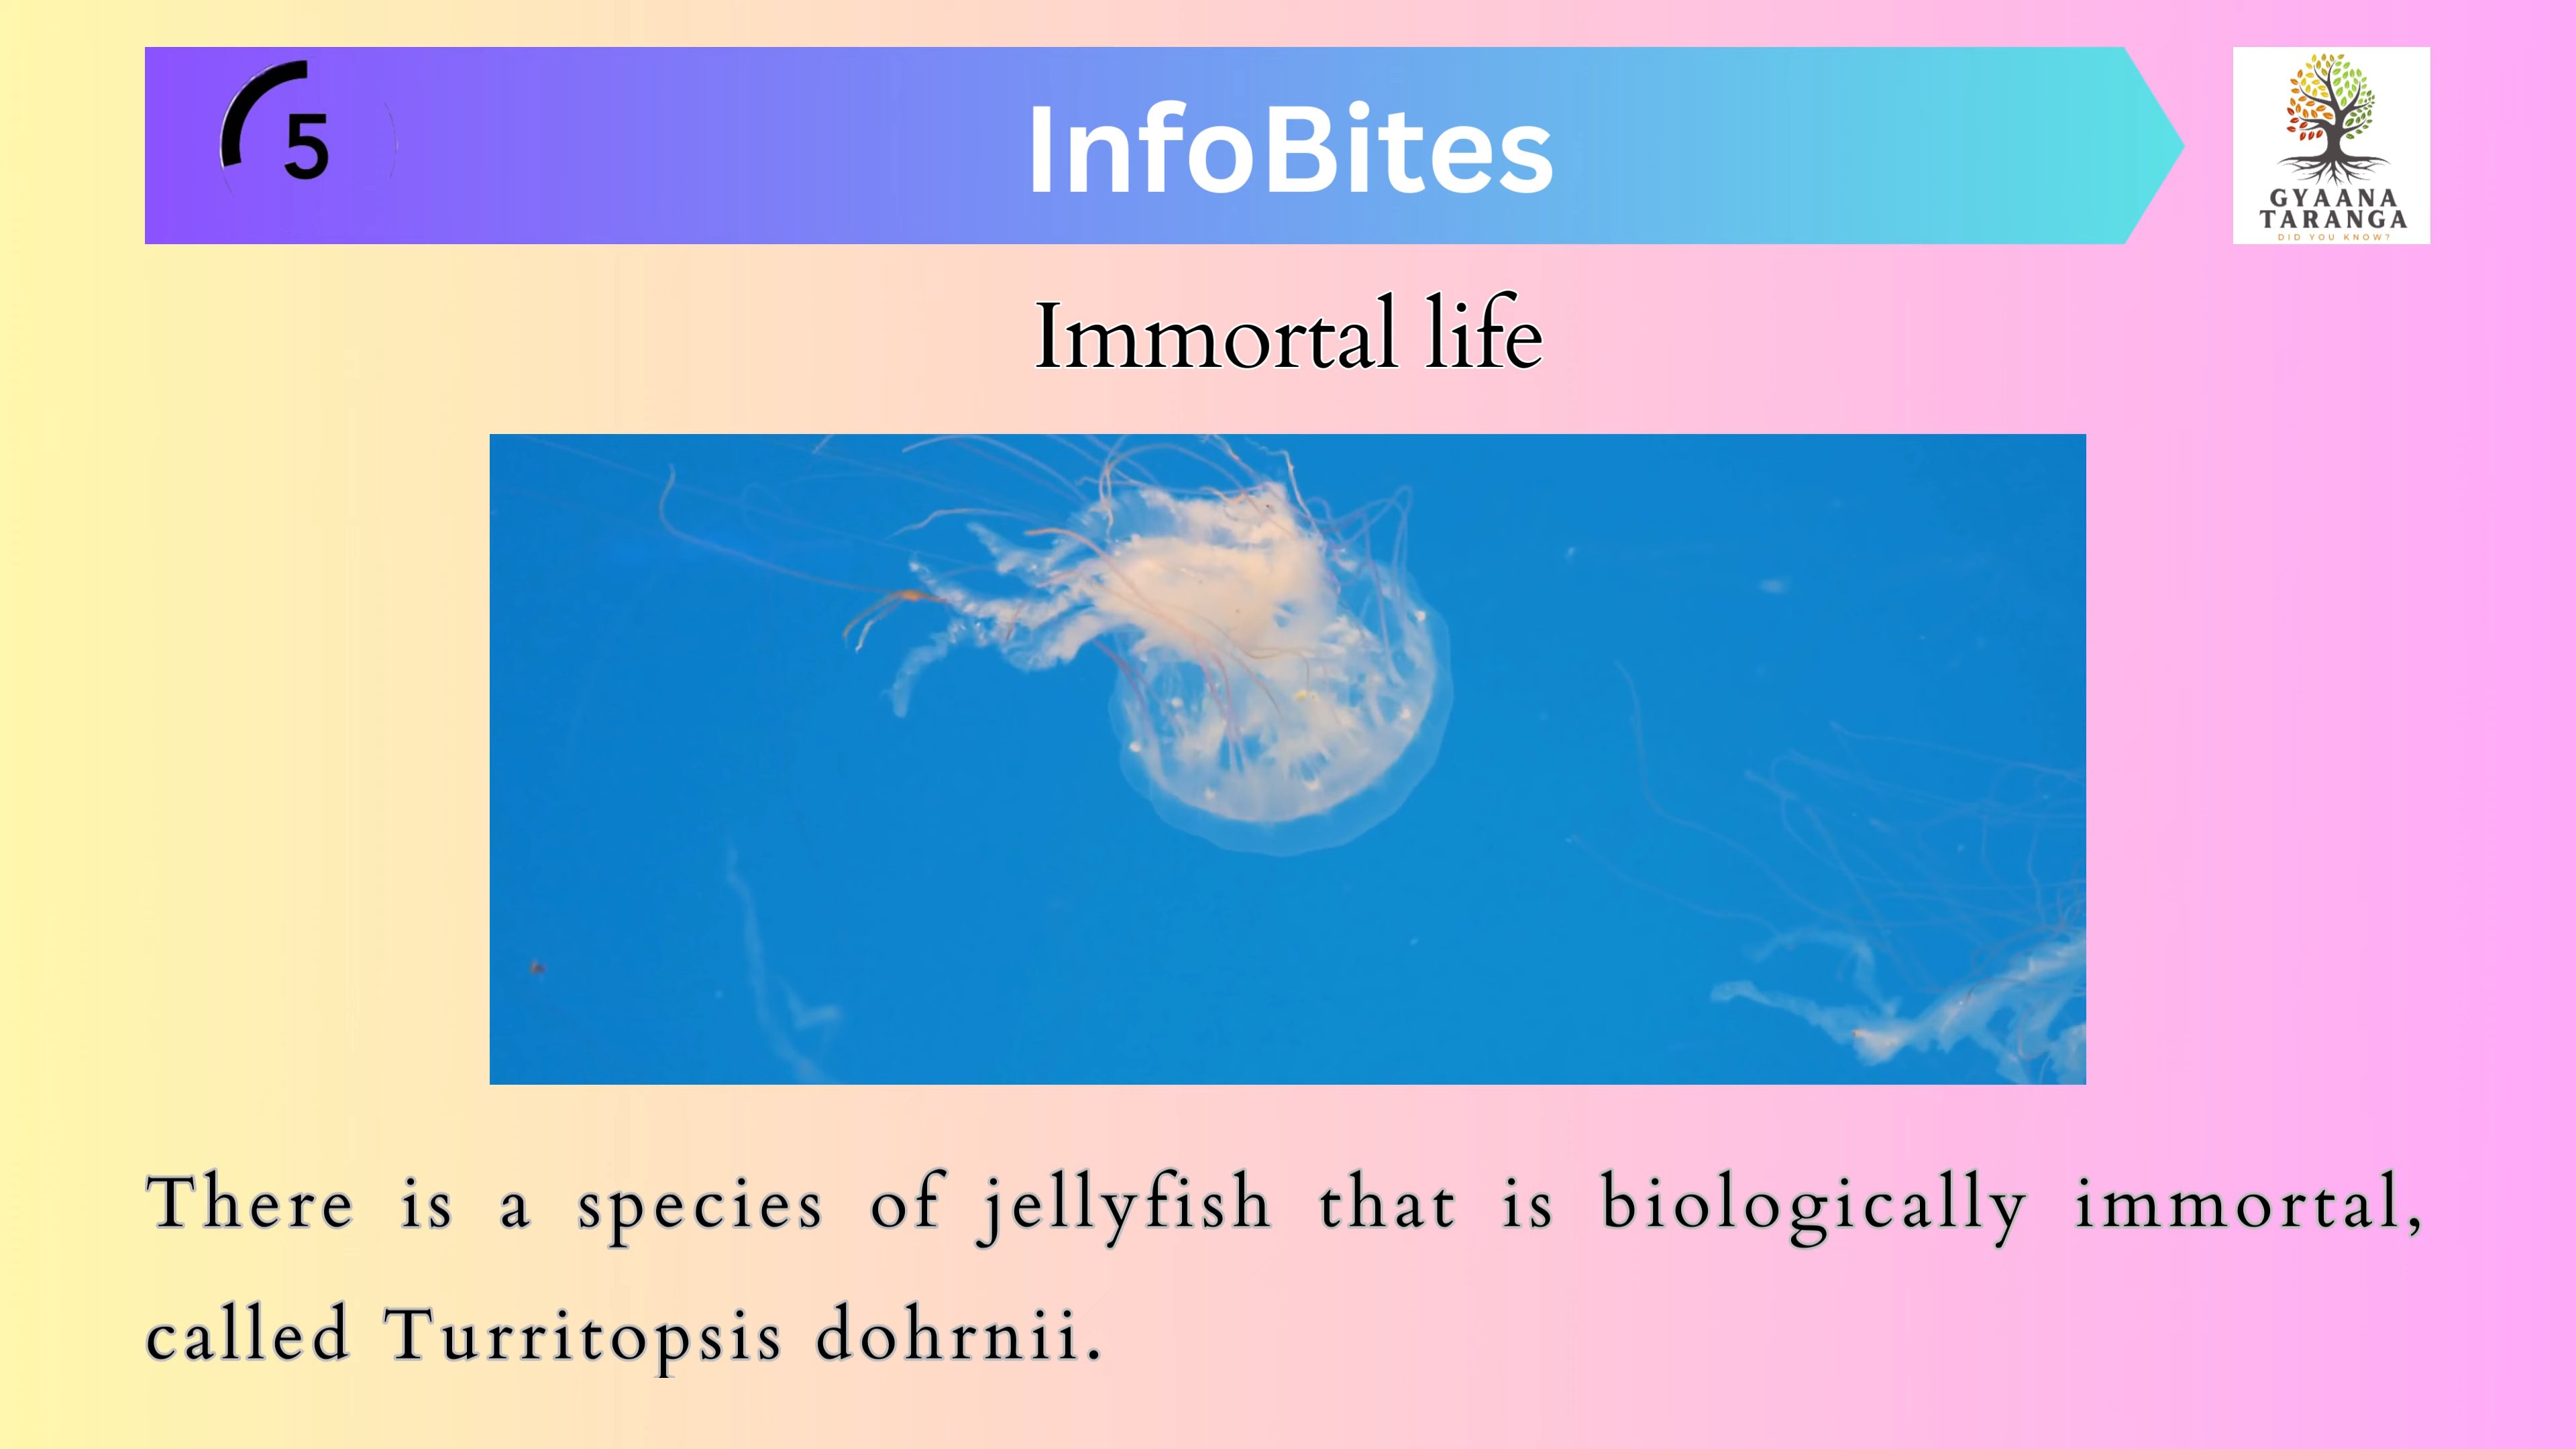 5
InfoBites
GYAANA
TARANGA
DID YOU KNOW?
Immortal life
There is a species of jellyfish that is biologically immortal,
called Turritopsis dohrnii.